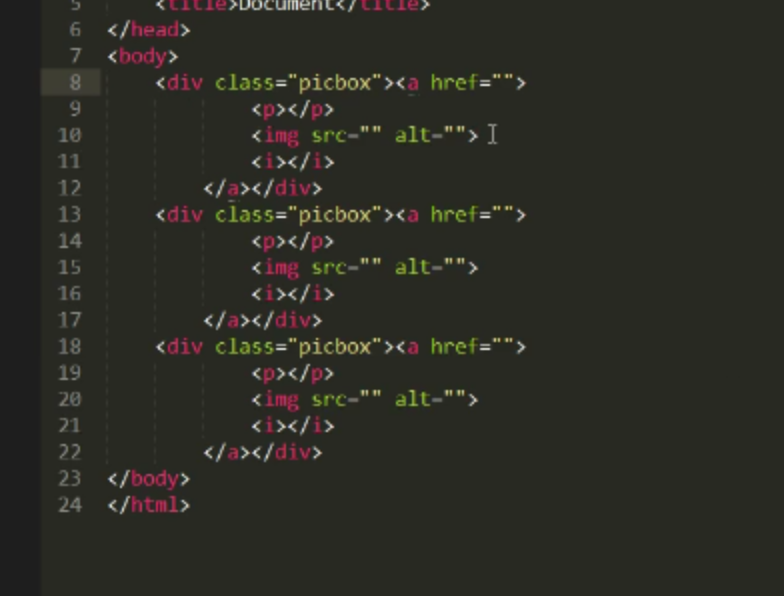 5 <title>Document</title>
6 </head>
7 <body>
8 <div class="picbox"><a href="">
9 <p></p>
10 <img src="" alt="">
11 <i></i>
12 </a></div>
13 <div class="picbox"><a href="">
14 <p></p>
15 <img src="" alt="">
16 <i></i>
17 </a></div>
18 <div class="picbox"><a href="">
19 <p></p>
20 <img src="" alt="">
21 <i></i>
22 </a></div>
23 </body>
24 </html>